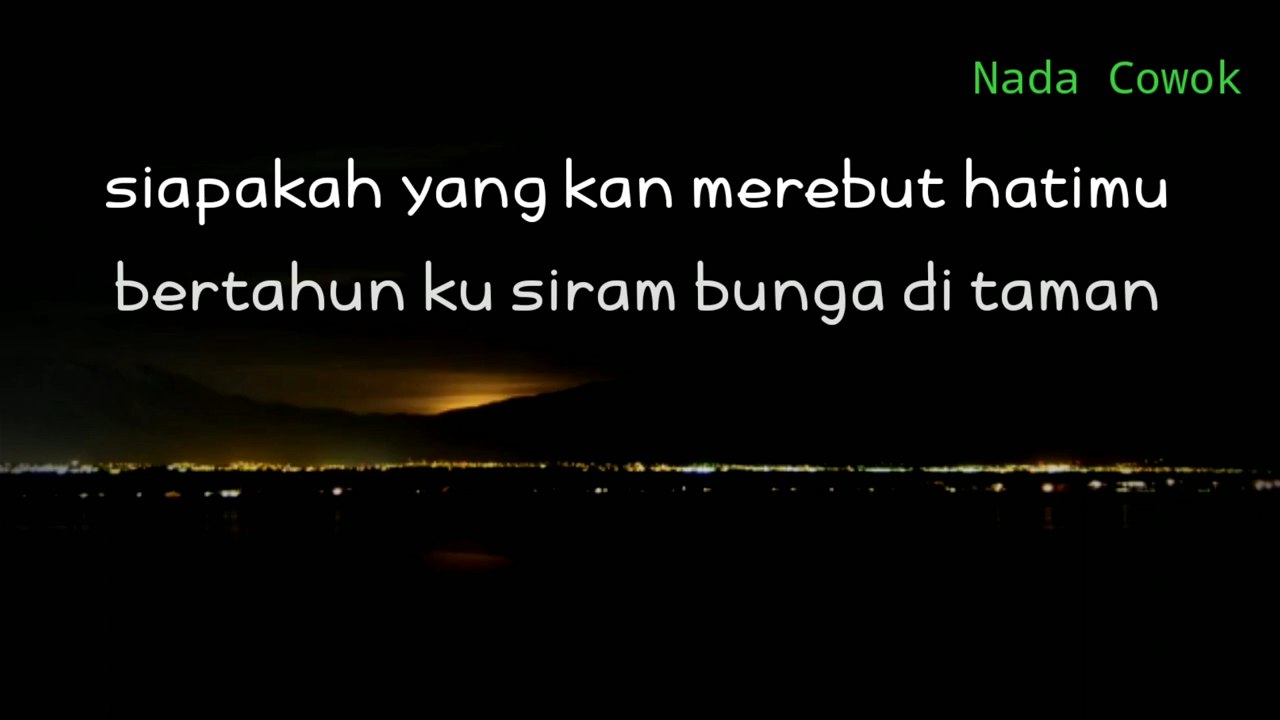 Nada Cowok
siapakah yang kan merebut hatimu
bertahun ku siram bunga di taman